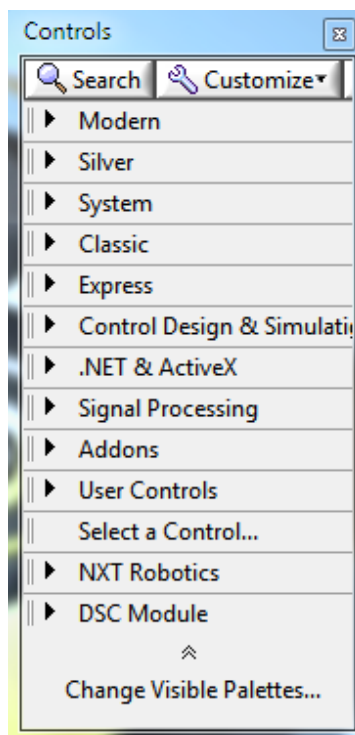 Controls
Search Customize
Modern
Silver
System
Classic
Express
Control Design & Simulati
.NET & ActiveX
Signal Processing
Addons
User Controls
Select a Control...
NXT Robotics
DSC Module
Change Visible Palettes...